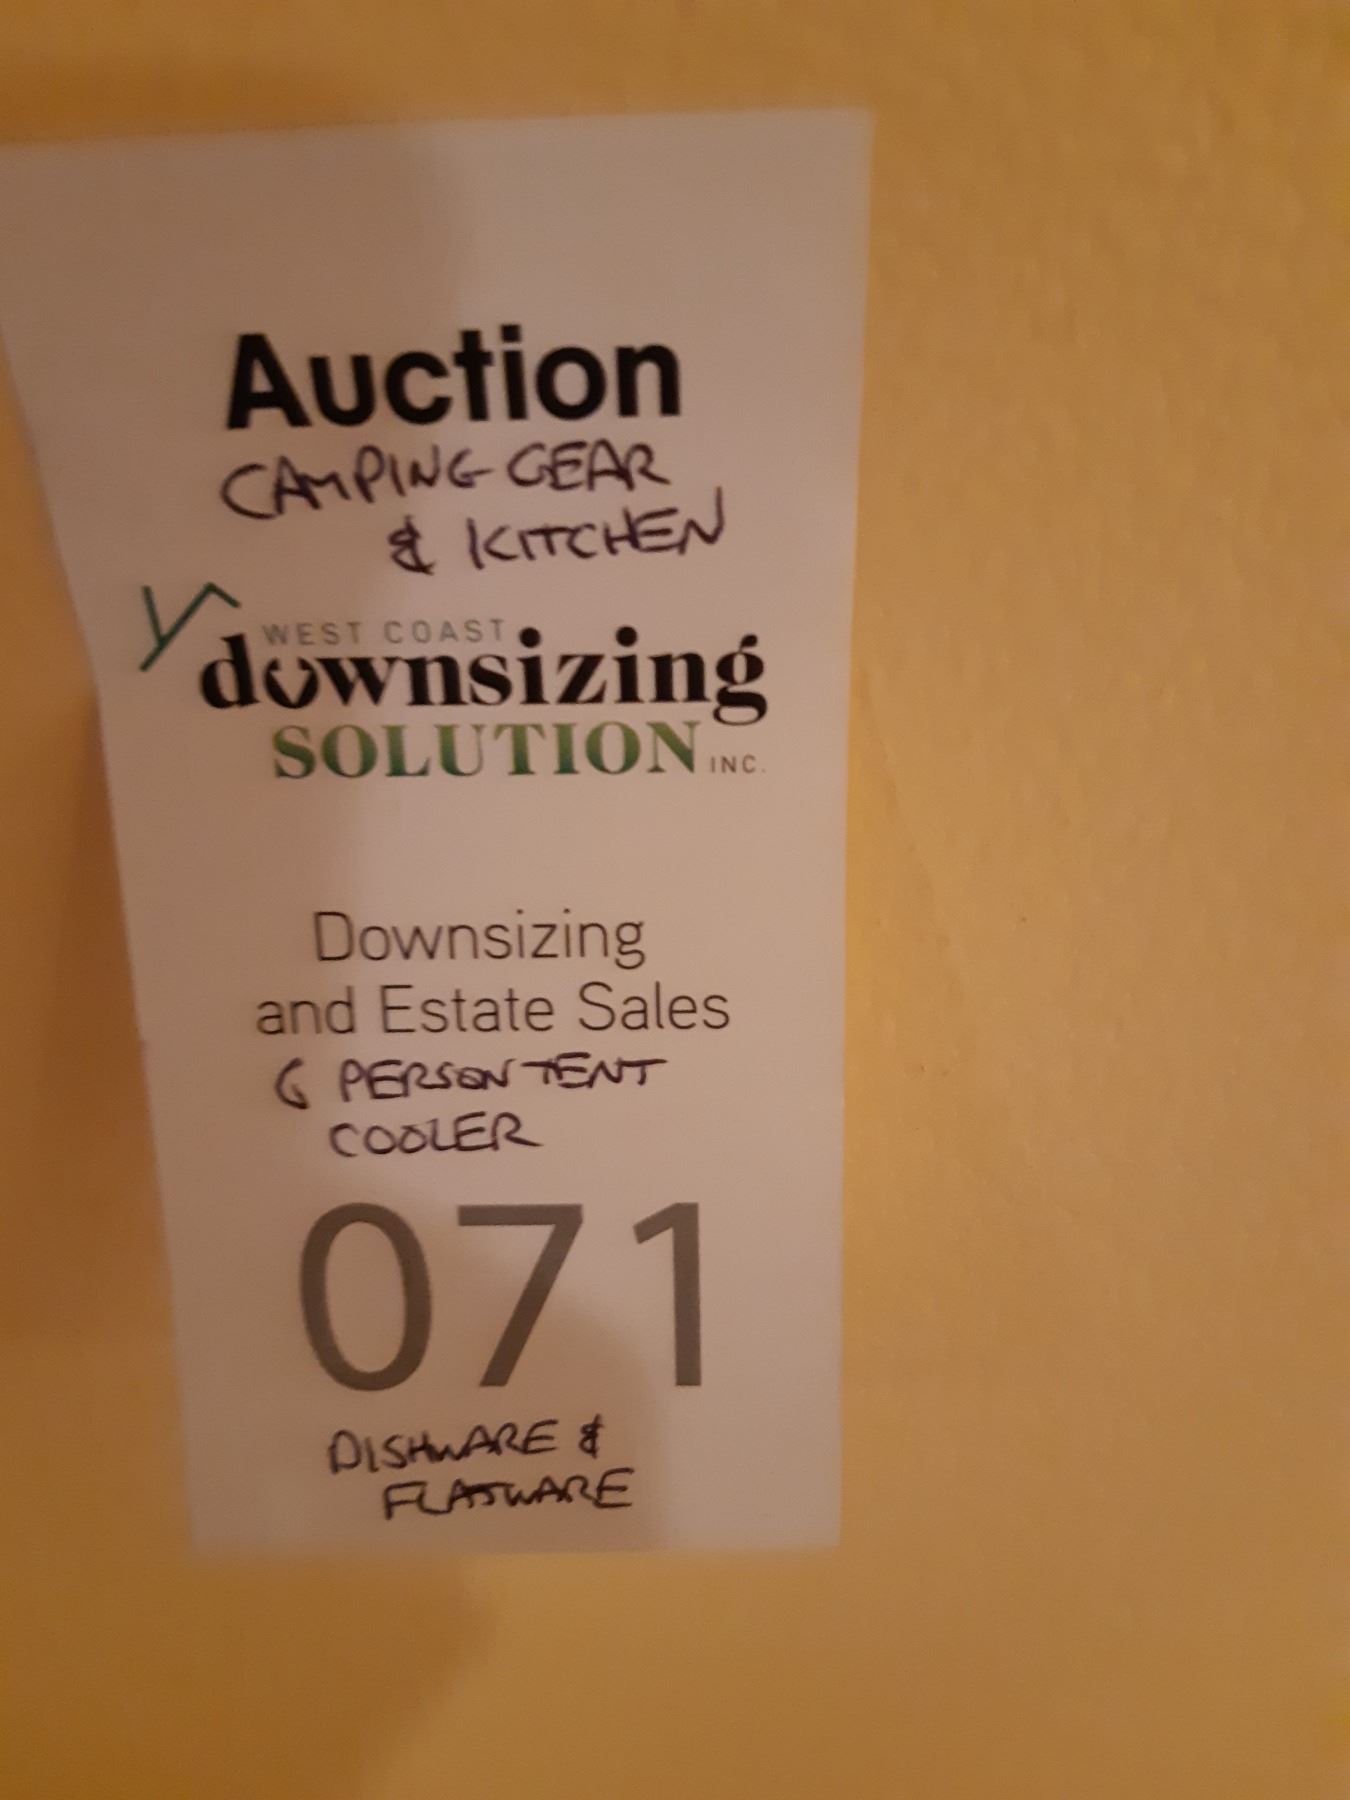 Auction
CAMPING GEAR
& KITCHEN
WEST COAST
downsizing
SOLUTION INC.
Downsizing
and Estate Sales
6 PERSON TENT
COOLER
071
DISHWARE &
FLATWARE